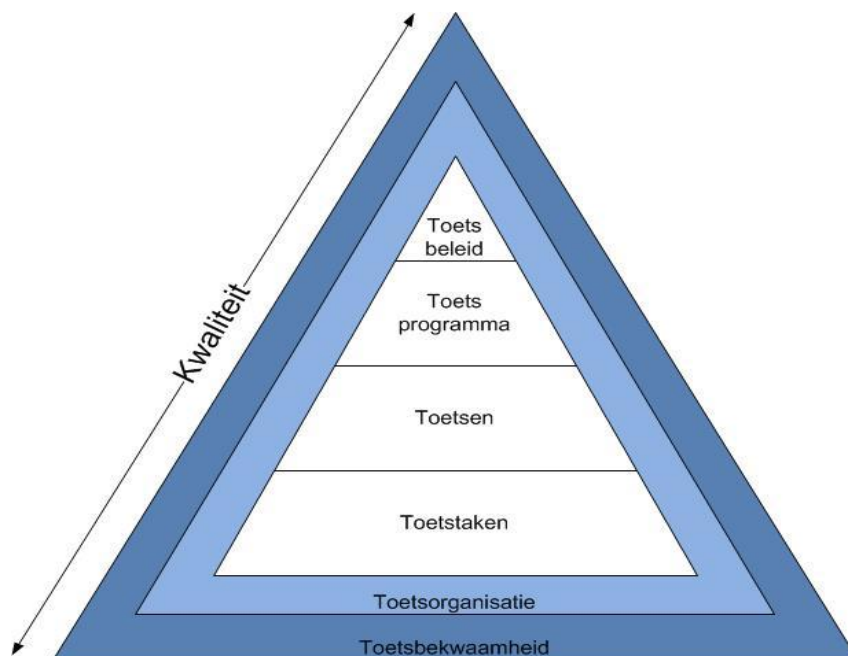 Kwaliteit
Toets
beleid
Toets
programma
Toetsen
Toetstaken
Toetsorganisatie
Toetsbekwaamheid